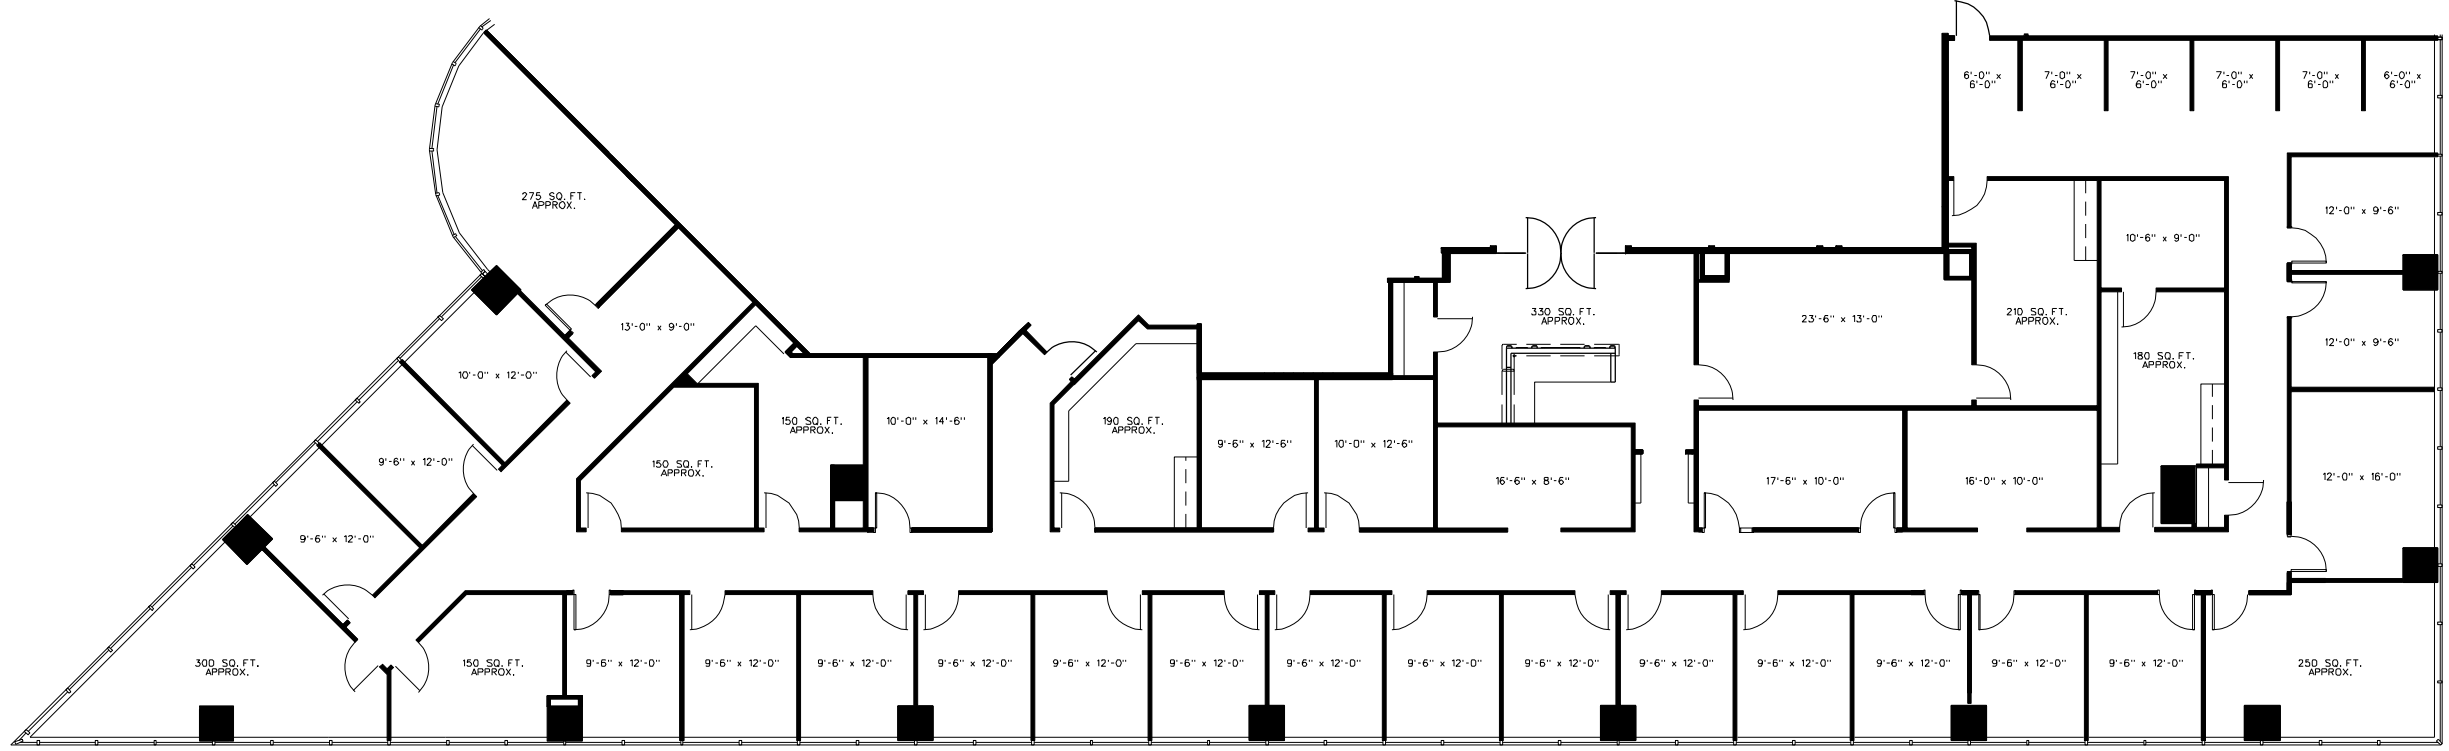 6'-0" x
6'-0"
7'-0" x
6'-0"
7'-0" x
6'-0"
7'-0" x
6'-0"
7'-0" x
6'-0"
6'-0" x
6'-0"
275 SQ. FT.
APPROX.
12'-0" x 9'-6"
10'-6" x 9'-0"
13'-0" x 9'-0"
330 SQ. FT.
APPROX.
23'-6" x 13'-0"
210 SQ. FT.
APPROX.
12'-0" x 9'-6"
180 SQ. FT.
APPROX.
10'-0" x 12'-0"
150 SQ. FT.
APPROX.
10'-0" x 14'-6"
190 SQ. FT.
APPROX.
9'-6" x 12'-6"
10'-0" x 12'-6"
9'-6" x 12'-0"
150 SQ. FT.
APPROX.
16'-6" x 8'-6"
17'-6" x 10'-0"
16'-0" x 10'-0"
12'-0" x 16'-0"
9'-6" x 12'-0"
300 SQ. FT.
APPROX.
150 SQ. FT.
APPROX.
9'-6" x 12'-0"
9'-6" x 12'-0"
9'-6" x 12'-0"
9'-6" x 12'-0"
9'-6" x 12'-0"
9'-6" x 12'-0"
9'-6" x 12'-0"
9'-6" x 12'-0"
9'-6" x 12'-0"
9'-6" x 12'-0"
9'-6" x 12'-0"
9'-6" x 12'-0"
9'-6" x 12'-0"
9'-6" x 12'-0"
250 SQ. FT.
APPROX.